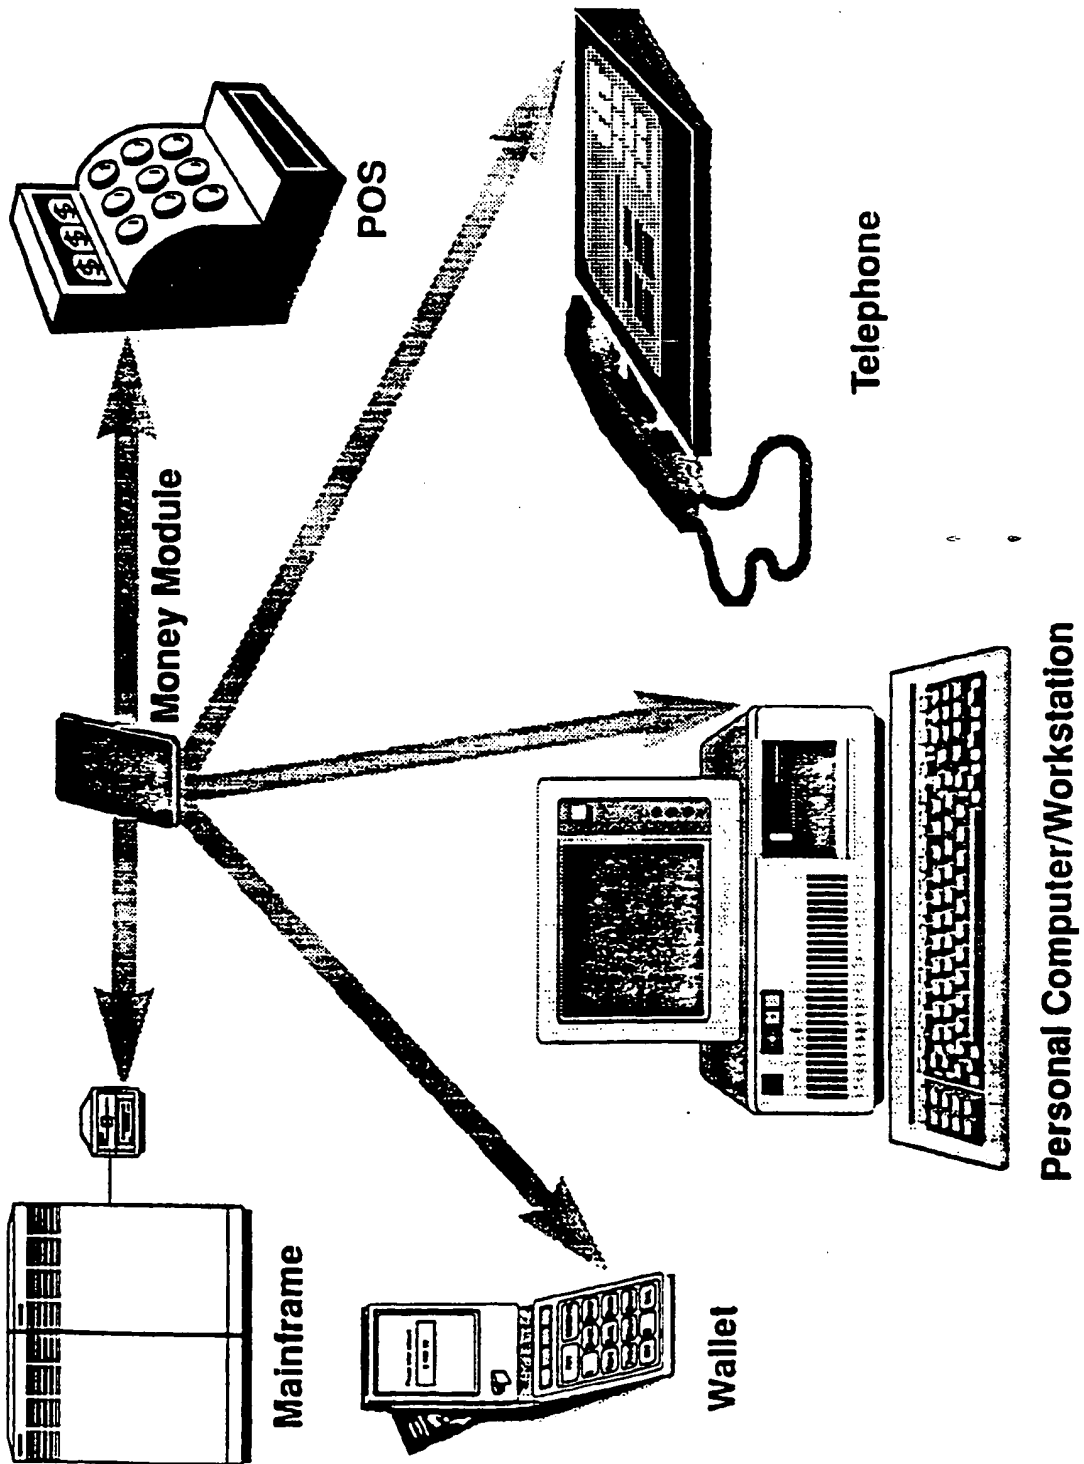 Mainframe
Money Module
$ $ $
POS
Wallet
Personal Computer/Workstation
Telephone